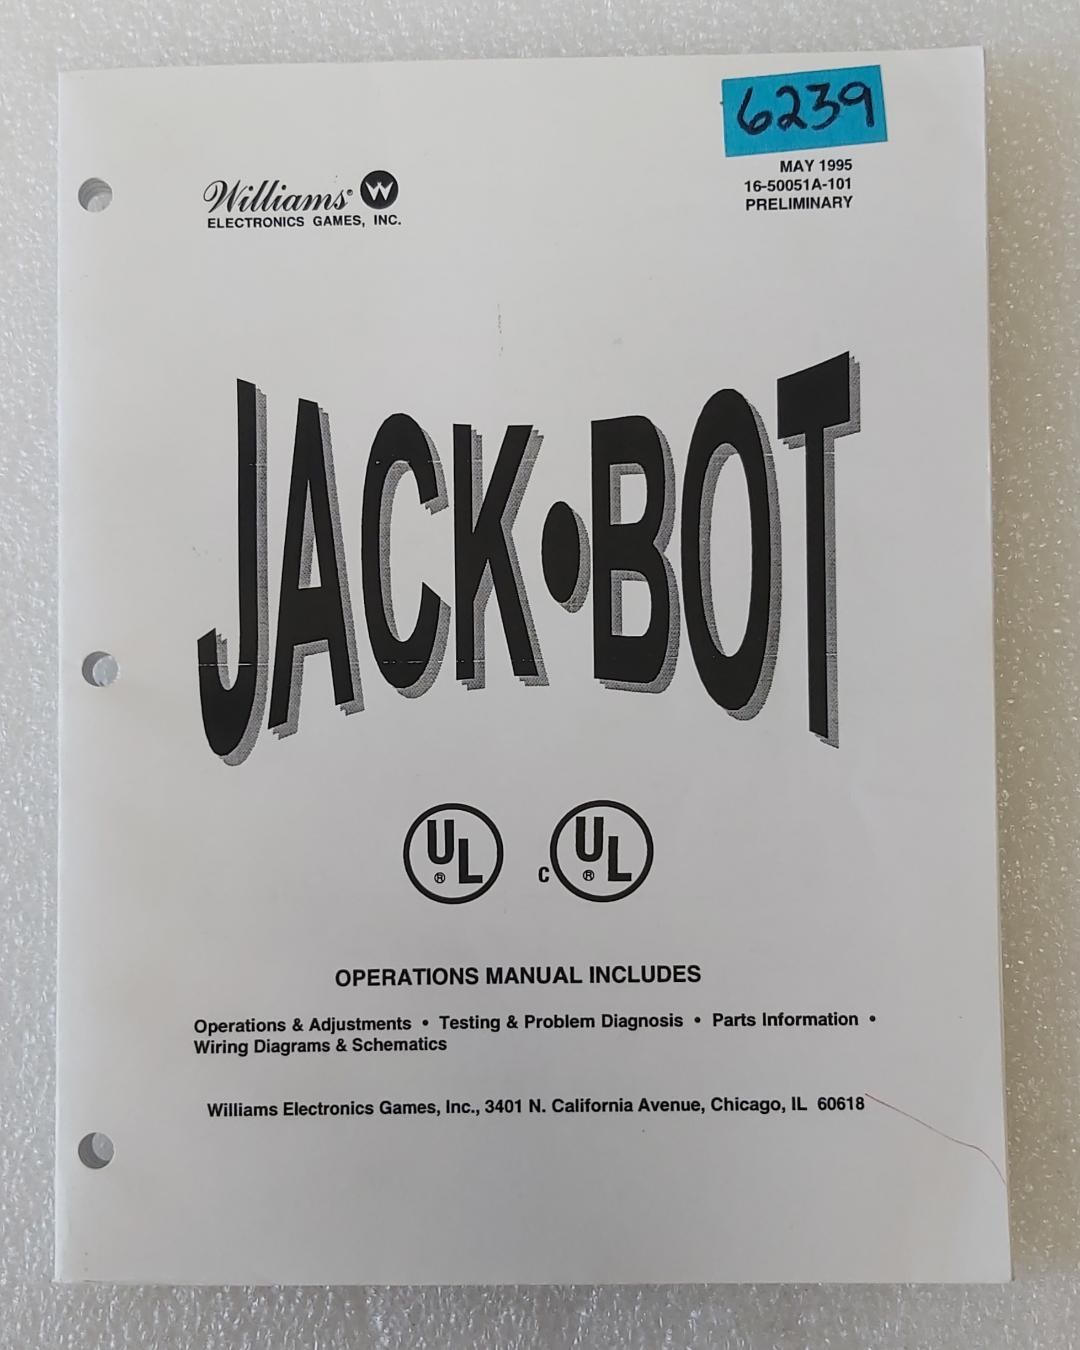 6239
MAY 1995
16-50051A-101
PRELIMINARY
Williams® W
ELECTRONICS GAMES, INC.
JACK•BOT
UL® C UL®
OPERATIONS MANUAL INCLUDES
Operations & Adjustments • Testing & Problem Diagnosis • Parts Information •
Wiring Diagrams & Schematics
Williams Electronics Games, Inc., 3401 N. California Avenue, Chicago, IL 60618